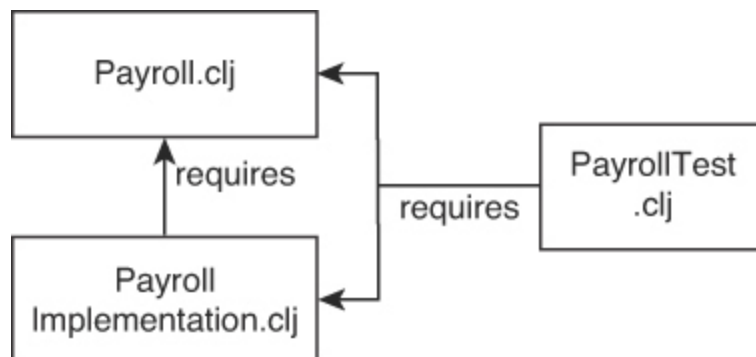 Payroll.clj
requires
Payroll
Implementation.clj
requires
PayrollTest
.clj